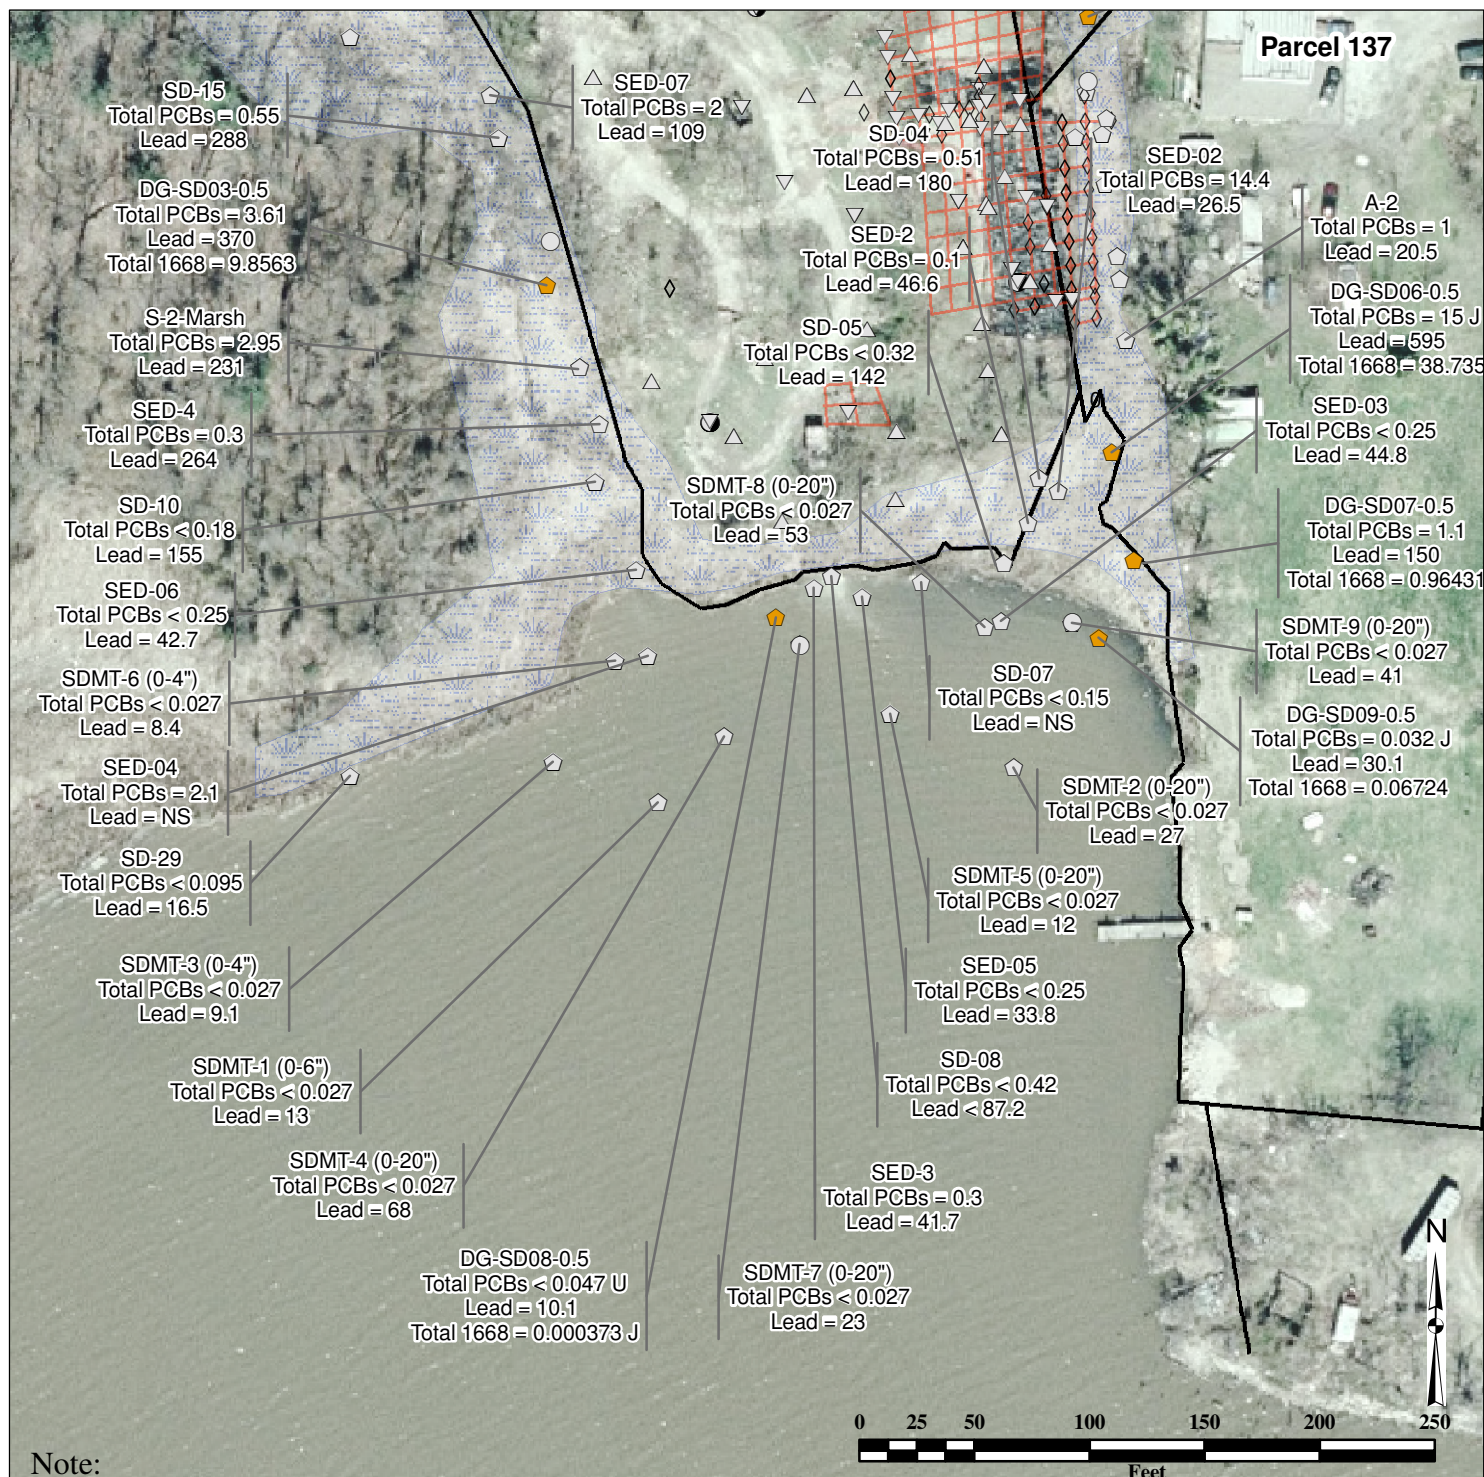 Parcel 137
SD-15
Total PCBs = 0.55
Lead = 288
SED-07
Total PCBs = 2
Lead = 109
SD-04
Total PCBs = 0.51
Lead = 180
SED-02
Total PCBs = 14.4
Lead = 26.5
DG-SD03-0.5
Total PCBs = 3.61
Lead = 370
Total 1668 = 9.8563
SED-2
Total PCBs = 0.1
Lead = 46.6
A-2
Total PCBs = 1
Lead = 20.5
S-2-Marsh
Total PCBs = 2.95
Lead = 231
SD-05
Total PCBs < 0.32
Lead = 142
DG-SD06-0.5
Total PCBs = 15 J
Lead = 595
Total 1668 = 38.735
SED-4
Total PCBs = 0.3
Lead = 264
SED-03
Total PCBs < 0.25
Lead = 44.8
SD-10
Total PCBs < 0.18
Lead = 155
SDMT-8 (0-20")
Total PCBs < 0.027
Lead = 53
DG-SD07-0.5
Total PCBs = 1.1
Lead = 150
Total 1668 = 0.96431
SED-06
Total PCBs < 0.25
Lead = 42.7
SDMT-9 (0-20")
Total PCBs < 0.027
Lead = 41
SDMT-6 (0-4")
Total PCBs < 0.027
Lead = 8.4
SD-07
Total PCBs < 0.15
Lead = NS
DG-SD09-0.5
Total PCBs = 0.032 J
Lead = 30.1
Total 1668 = 0.06724
SED-04
Total PCBs = 2.1
Lead = NS
SDMT-2 (0-20")
Total PCBs < 0.027
Lead = 27
SD-29
Total PCBs < 0.095
Lead = 16.5
SDMT-5 (0-20")
Total PCBs < 0.027
Lead = 12
SDMT-3 (0-4")
Total PCBs < 0.027
Lead = 9.1
SED-05
Total PCBs < 0.25
Lead = 33.8
SDMT-1 (0-6")
Total PCBs < 0.027
Lead = 13
SD-08
Total PCBs < 0.42
Lead < 87.2
SDMT-4 (0-20")
Total PCBs < 0.027
Lead = 68
SED-3
Total PCBs = 0.3
Lead = 41.7
DG-SD08-0.5
Total PCBs < 0.047 U
Lead = 10.1
Total 1668 = 0.000373 J
SDMT-7 (0-20")
Total PCBs < 0.027
Lead = 23
N
0 25 50 100 150 200 250
Feet
Note: